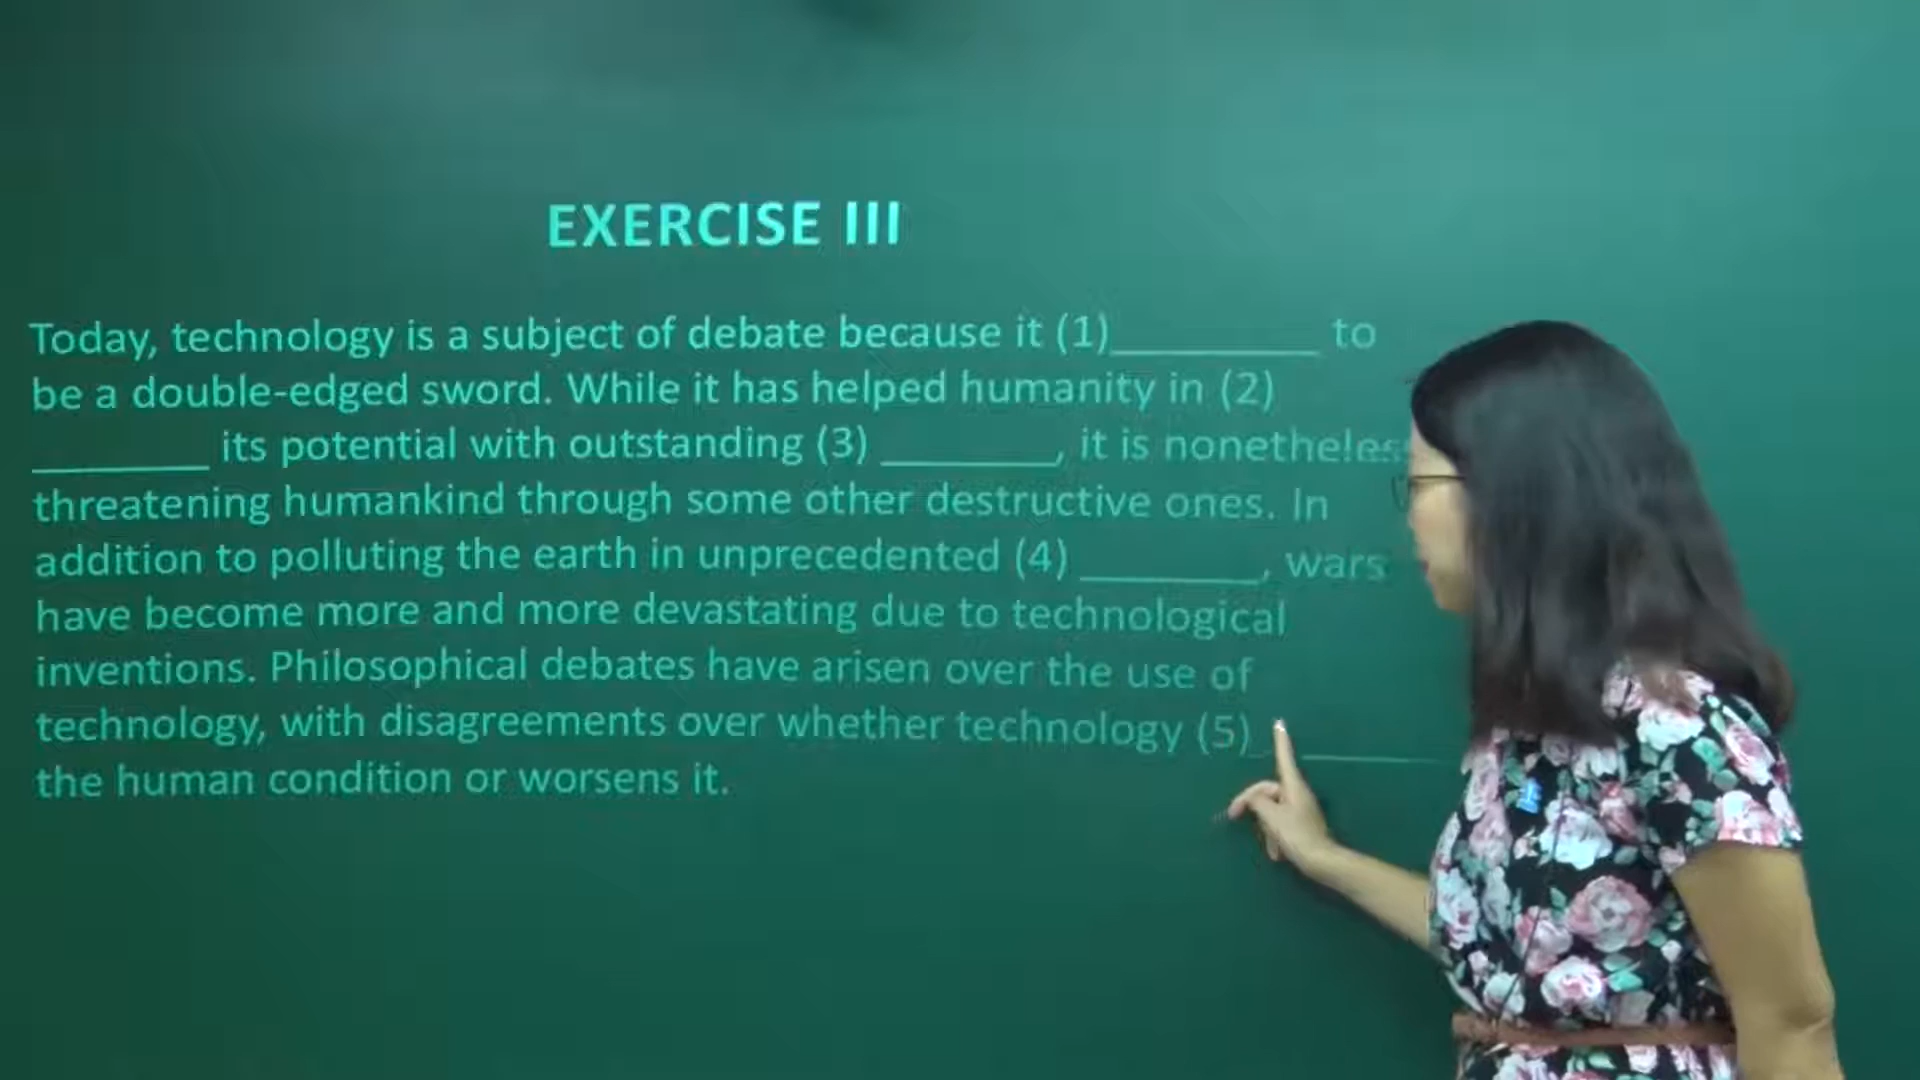 EXERCISE III
Today, technology is a subject of debate because it (1)_________ to
be a double-edged sword. While it has helped humanity in (2)
________ its potential with outstanding (3) ________, it is nonetheles
threatening humankind through some other destructive ones. In
addition to polluting the earth in unprecedented (4) ________, wars
have become more and more devastating due to technological
inventions. Philosophical debates have arisen over the use of
technology, with disagreements over whether technology (5)_________
the human condition or worsens it.